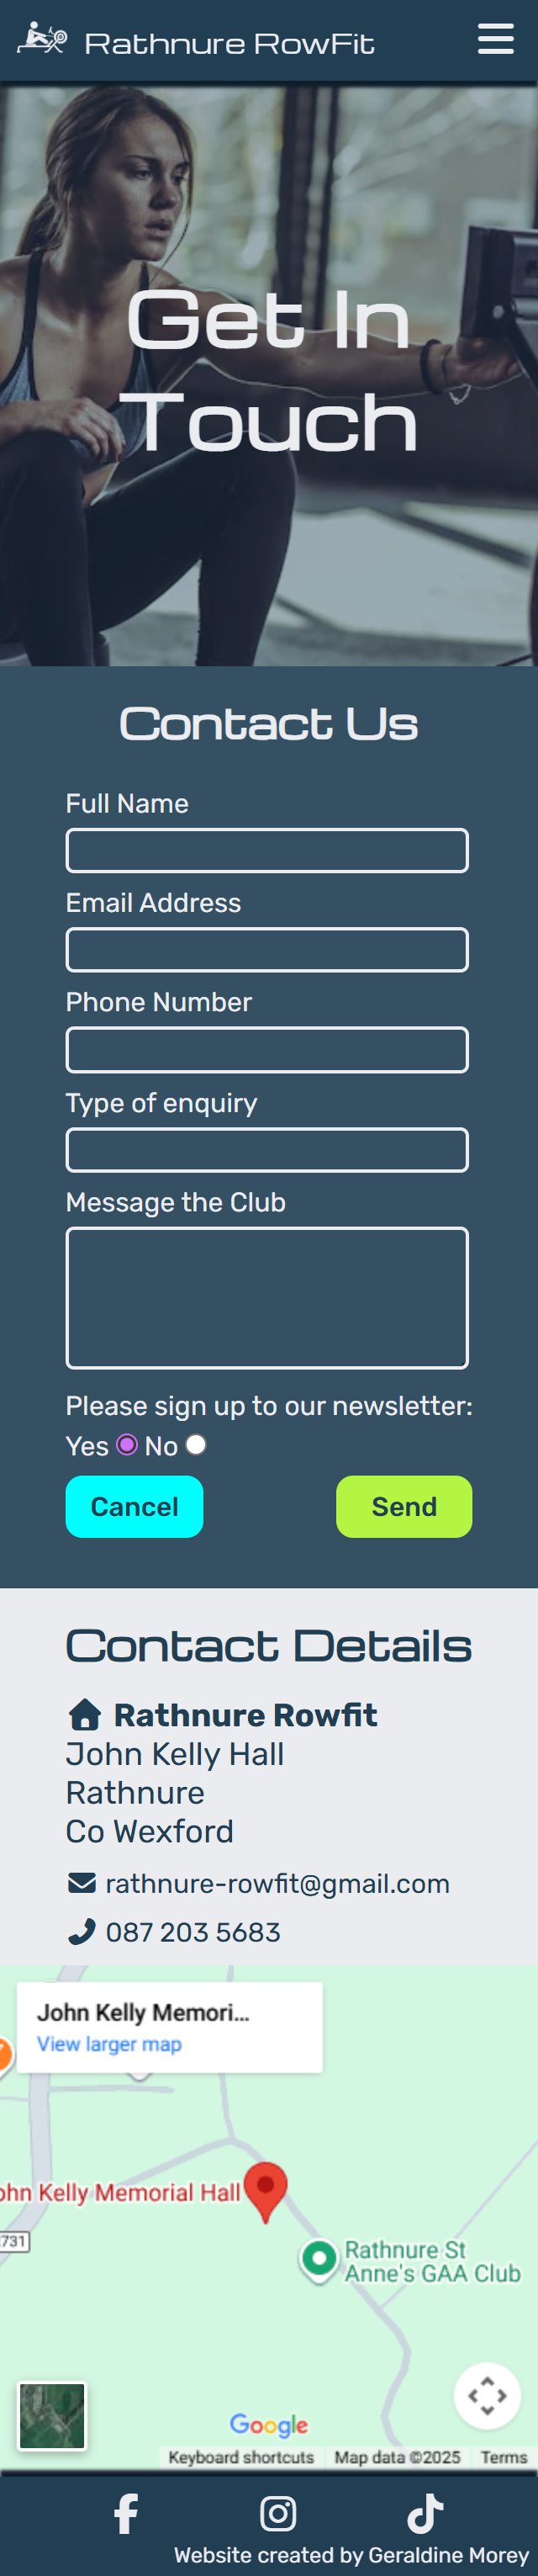 Rathnure RowFit
Get In
Touch
Contact Us
Full Name
Email Address
Phone Number
Type of enquiry
Message the Club
Please sign up to our newsletter:
Yes No
Cancel Send
Contact Details
Rathnure Rowfit
John Kelly Hall
Rathnure
Co Wexford
rathnure-rowfit@gmail.com
087 203 5683
John Kelly Memori...
View larger map
ohn Kelly Memorial Hall
731
Rathnure St
Anne's GAA Club
Google
Keyboard shortcuts Map data ©2025 Terms
Website created by Geraldine Morey